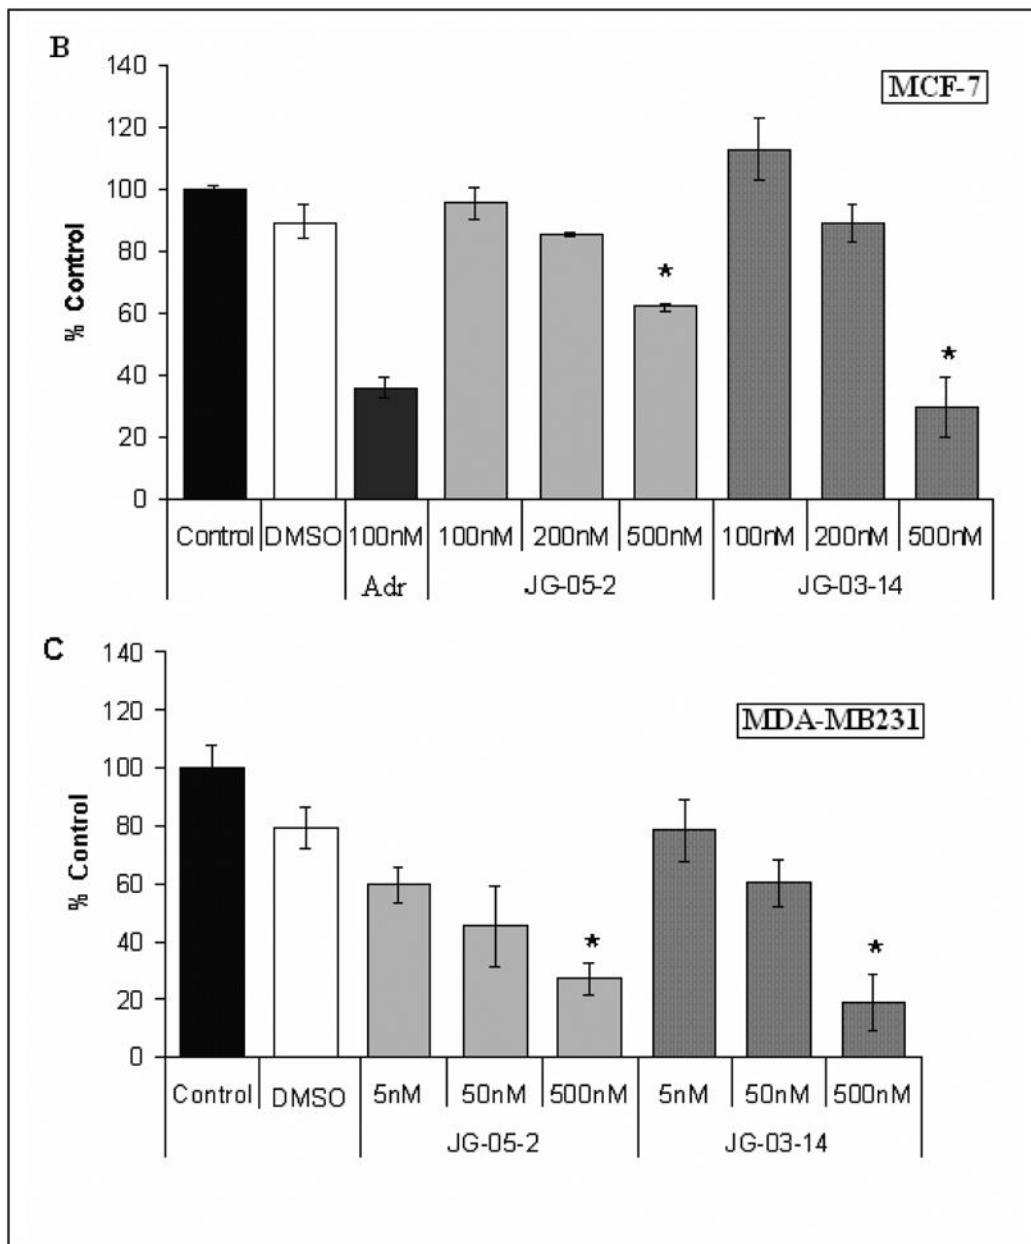 B
MCF-7
140
120
100
80
60
40
20
0
% Control
*
*
Control DMSO 100nM 100nM 200nM 500nM 100nM 200nM 500nM
Adr JG-05-2 JG-03-14
C
MDA-MB231
140
120
100
80
60
40
20
0
% Control
*
*
Control DMSO 5nM 50nM 500nM 5nM 50nM 500nM
JG-05-2 JG-03-14